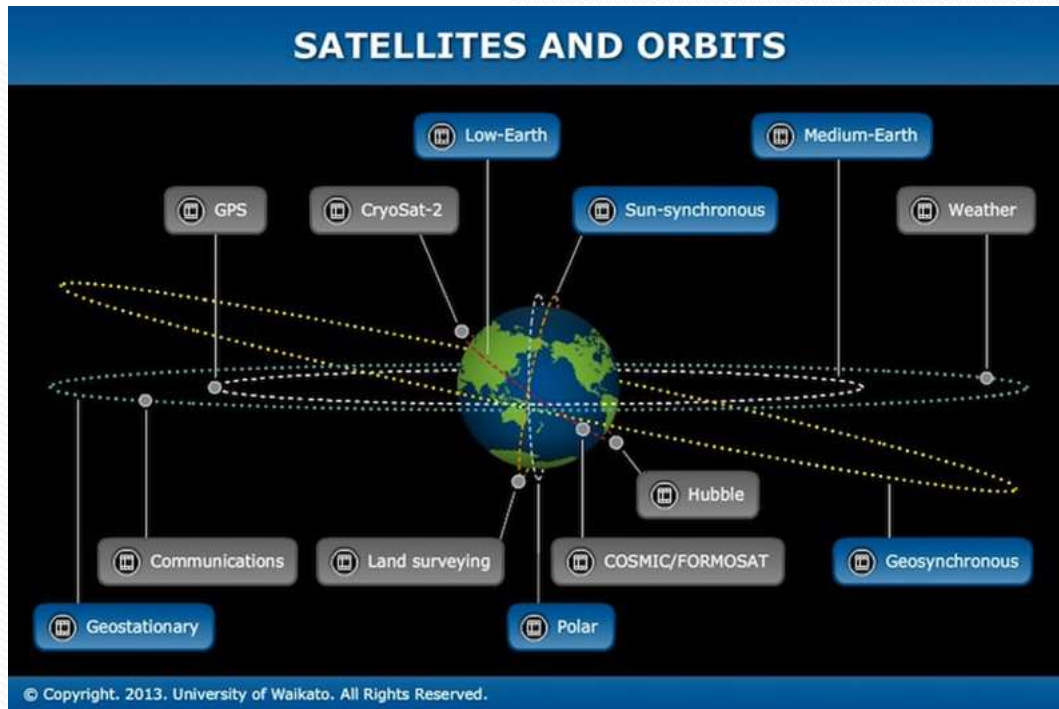 SATELLITES AND ORBITS
Low-Earth
Medium-Earth
GPS
CryoSat-2
Sun-synchronous
Weather
Hubble
Communications
Land surveying
COSMIC/FORMOSAT
Geosynchronous
Geostationary
Polar
© Copyright. 2013. University of Waikato. All Rights Reserved.